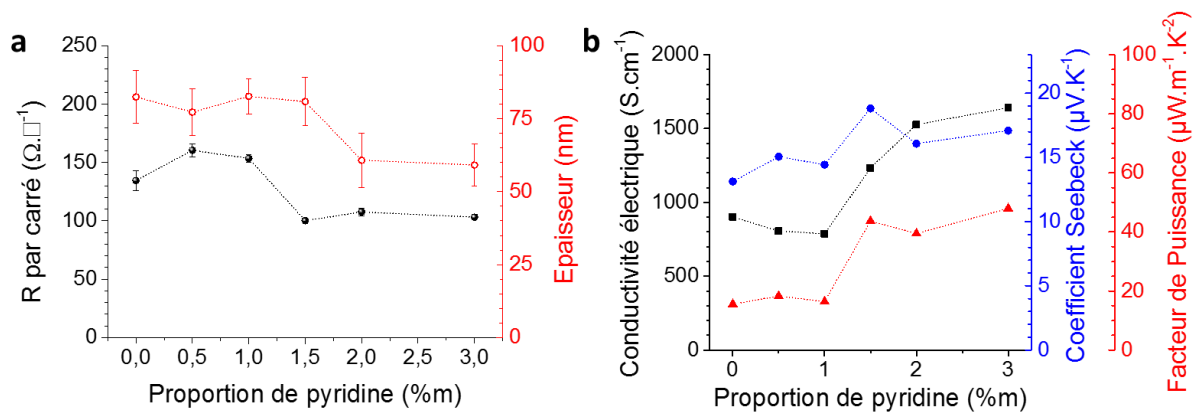 a
250
200
150
100
50
0
R par carré (Ω.□⁻¹)
100
75
50
25
0
Epaisseur (nm)
0,0 0,5 1,0 1,5 2,0 2,5 3,0
Proportion de pyridine (%m)
b
2000
1500
1000
500
0
Conductivité électrique (S.cm⁻¹)
20
15
10
5
0
Coefficient Seebeck (µV.K⁻¹)
100
80
60
40
20
0
Facteur de Puissance (µW.m⁻¹.K⁻²)
0 1 2 3
Proportion de pyridine (%m)